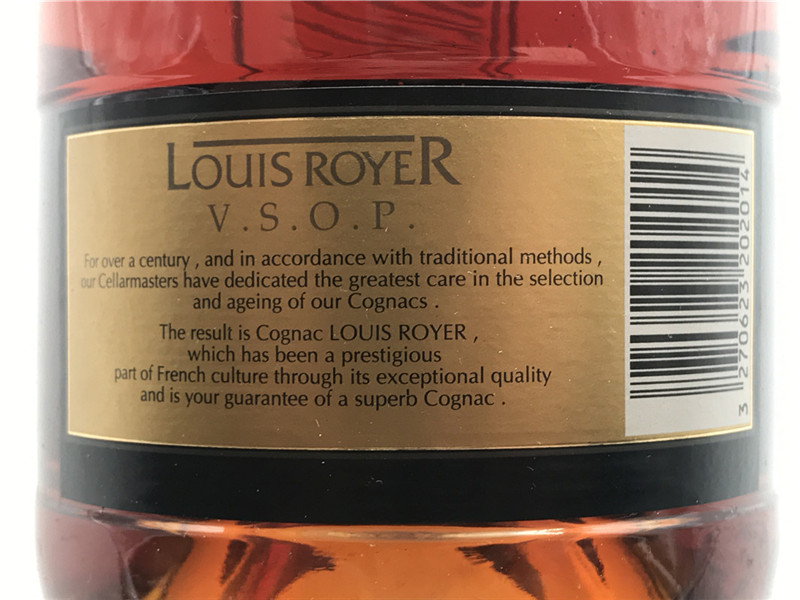 LOUIS ROYER
V.S.O.P.
For over a century , and in accordance with traditional methods ,
our Cellarmasters have dedicated the greatest care in the selection
and ageing of our Cognacs .
The result is Cognac LOUIS ROYER ,
which has been a prestigious
part of French culture through its exceptional quality
and is your guarantee of a superb Cognac .
3 270623 202014